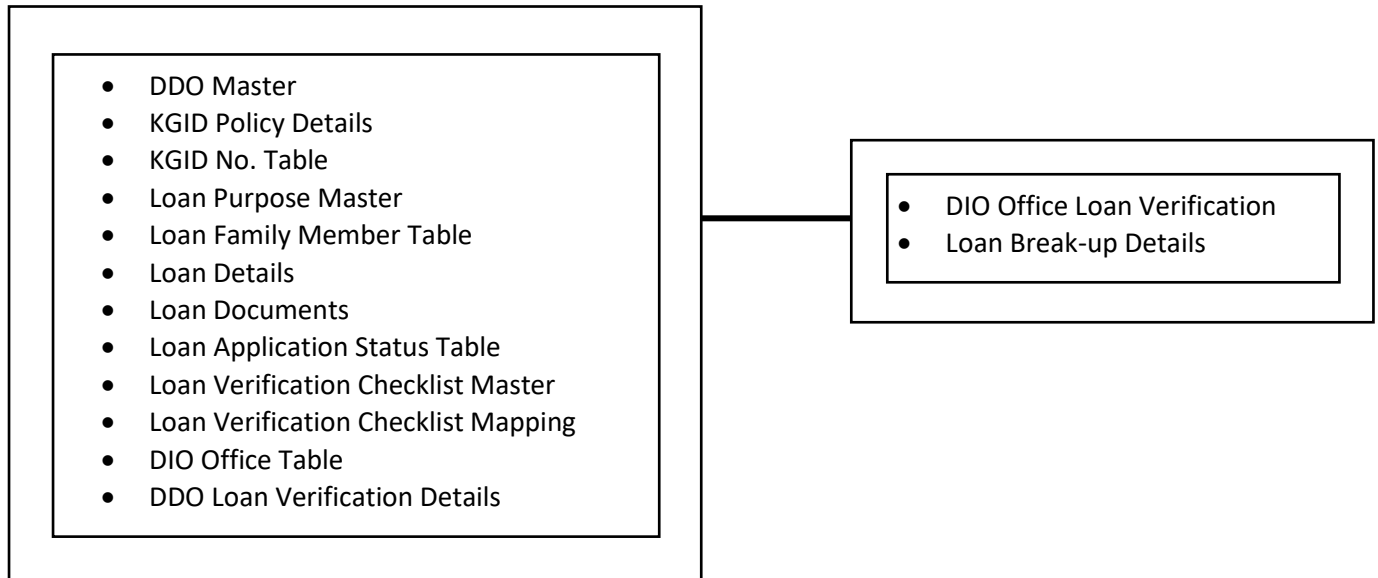 • DDO Master
• KGID Policy Details
• KGID No. Table
• Loan Purpose Master
• Loan Family Member Table
• Loan Details
• Loan Documents
• Loan Application Status Table
• Loan Verification Checklist Master
• Loan Verification Checklist Mapping
• DIO Office Table
• DDO Loan Verification Details
• DIO Office Loan Verification
• Loan Break-up Details